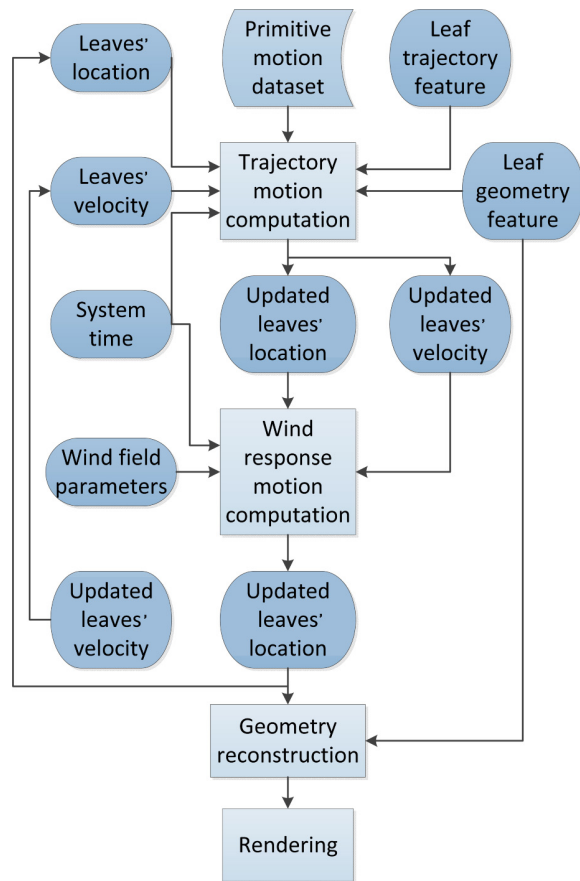 Leaves'
location
Primitive
motion
dataset
Leaf
trajectory
feature
Leaves'
velocity
Trajectory
motion
computation
Leaf
geometry
feature
System
time
Updated
leaves'
location
Updated
leaves'
velocity
Wind field
parameters
Wind
response
motion
computation
Updated
leaves'
velocity
Updated
leaves'
location
Geometry
reconstruction
Rendering